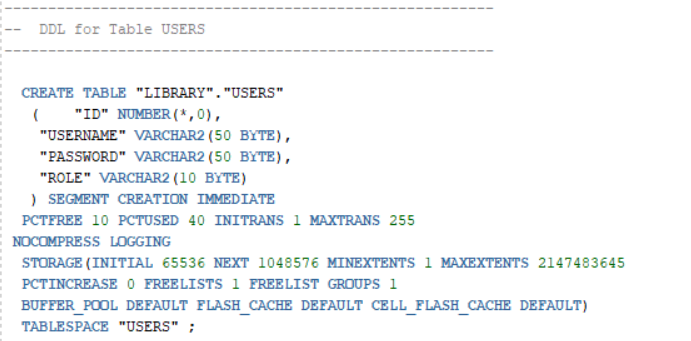 --------------------------------------------------------
--  DDL for Table USERS
--------------------------------------------------------
CREATE TABLE "LIBRARY"."USERS"
(    "ID" NUMBER(*,0),
"USERNAME" VARCHAR2(50 BYTE),
"PASSWORD" VARCHAR2(50 BYTE),
"ROLE" VARCHAR2(10 BYTE)
) SEGMENT CREATION IMMEDIATE
PCTFREE 10 PCTUSED 40 INITRANS 1 MAXTRANS 255
NOCOMPRESS LOGGING
STORAGE(INITIAL 65536 NEXT 1048576 MINEXTENTS 1 MAXEXTENTS 2147483645
PCTINCREASE 0 FREELISTS 1 FREELIST GROUPS 1
BUFFER_POOL DEFAULT FLASH_CACHE DEFAULT CELL_FLASH_CACHE DEFAULT)
TABLESPACE "USERS" ;